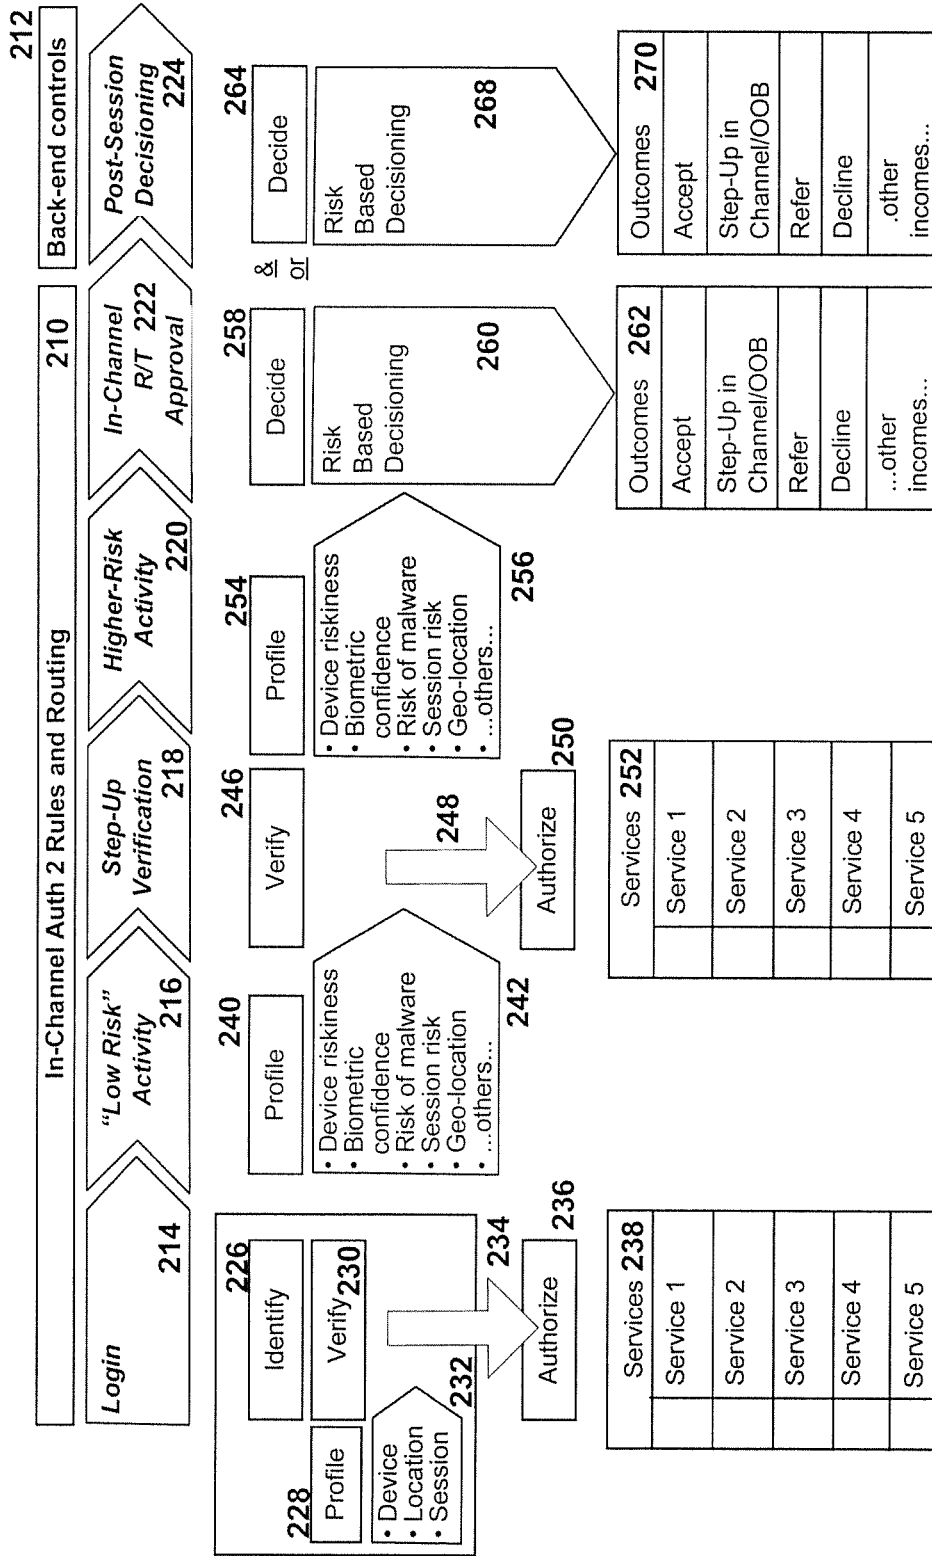 In-Channel Auth 2 Rules and Routing 210
Back-end controls
212
Login
214
"Low Risk"
Activity
216
Step-Up
Verification
218
Higher-Risk
Activity
220
In-Channel
R/T 222
Approval
Post-Session
Decisioning
224
226
Identify
Verify 230
228
Profile
• Device
• Location
• Session
232
234
236
Authorize
Services 238
Service 1
Service 2
Service 3
Service 4
Service 5
240
Profile
• Device riskiness
• Biometric
confidence
• Risk of malware
• Session risk
• Geo-location
• ...others...
242
246
Verify
248
250
Authorize
Services 252
Service 1
Service 2
Service 3
Service 4
Service 5
254
Profile
• Device riskiness
• Biometric
confidence
• Risk of malware
• Session risk
• Geo-location
• ...others...
256
258
Decide
Risk
Based
Decisioning
260
Outcomes 262
Accept
Step-Up in
Channel/OOB
Refer
Decline
...other
incomes...
&
or
264
Decide
Risk
Based
Decisioning
268
Outcomes 270
Accept
Step-Up in
Channel/OOB
Refer
Decline
.other
incomes...